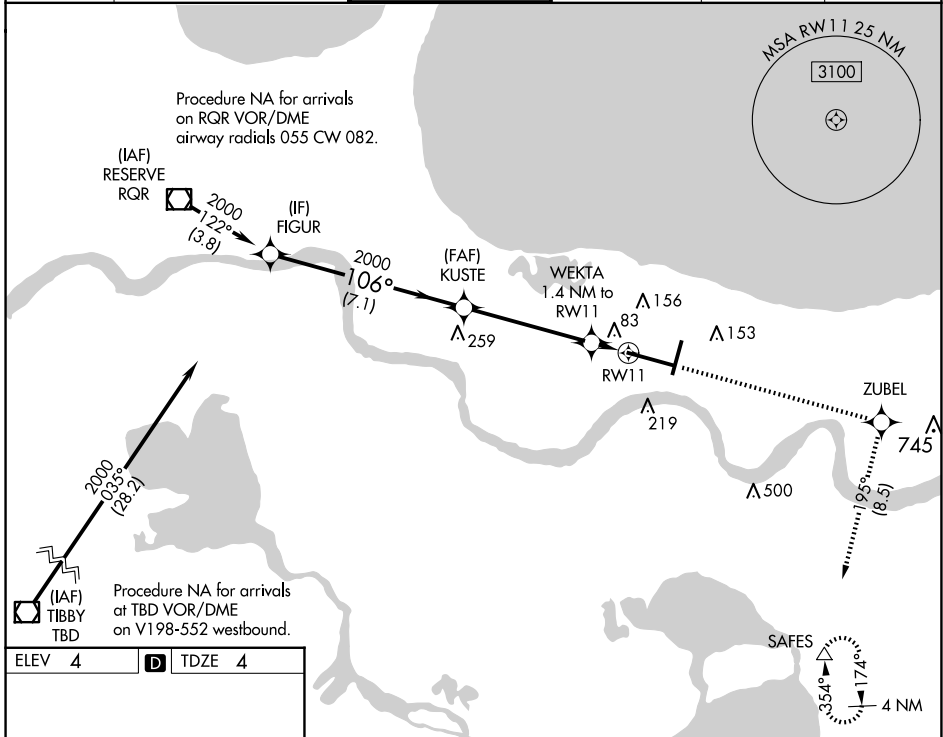 MSA RW11 25 NM
3100
Procedure NA for arrivals
on RQR VOR/DME
airway radials 055 CW 082.
(IAF)
RESERVE
RQR
2000
122°
(3.8)
(IF)
FIGUR
2000
106°
(7.1)
(FAF)
KUSTE
259
WEKTA
1.4 NM to
RW11
83
156
153
RW11
219
500
ZUBEL
745
195°
(8.5)
2000
035°
(28.2)
(IAF)
TIBBY
TBD
Procedure NA for arrivals
at TBD VOR/DME
on V198-552 westbound.
SAFES
354°
174°
4 NM
ELEV 4 D TDZE 4